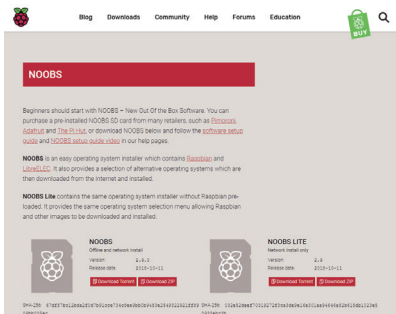 Blog Downloads Community Help Forums Education
BUY
NOOBS
Beginners should start with NOOBS – New Out Of the Box Software. You can
purchase a pre-installed NOOBS SD card from many retailers, such as Pimoroni,
Adafruit and The Pi Hut, or download NOOBS below and follow the software setup
guide and NOOBS setup guide video in our help pages.
NOOBS is an easy operating system installer which contains Raspbian and
LibreELEC. It also provides a selection of alternative operating systems which are
then downloaded from the internet and installed.
NOOBS Lite contains the same operating system installer without Raspbian pre-
loaded. It provides the same operating system selection menu allowing Raspbian
and other images to be downloaded and installed.
NOOBS
Offline and network install
Version:
Release date:
Download Torrent Download ZIP
SHA-256:
NOOBS LITE
Network install only
Version:
Release date:
Download Torrent Download ZIP
SHA-256: